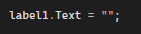 label1.Text = "";